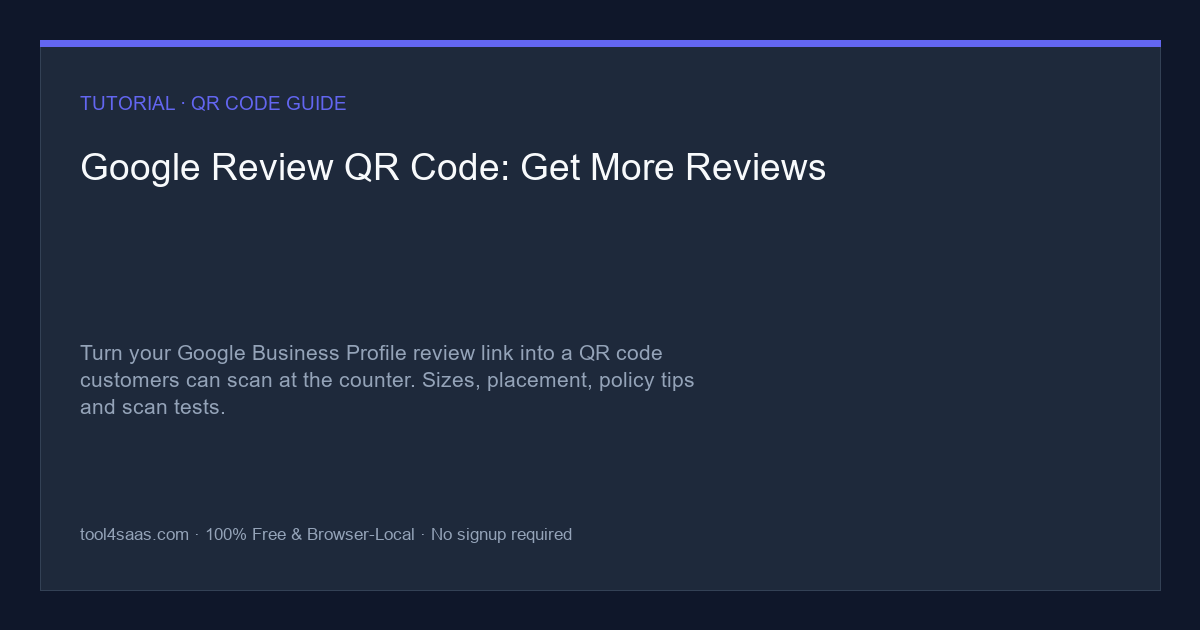 TUTORIAL · QR CODE GUIDE
Google Review QR Code: Get More Reviews
Turn your Google Business Profile review link into a QR code
customers can scan at the counter. Sizes, placement, policy tips
and scan tests.
tool4saas.com · 100% Free & Browser-Local · No signup required